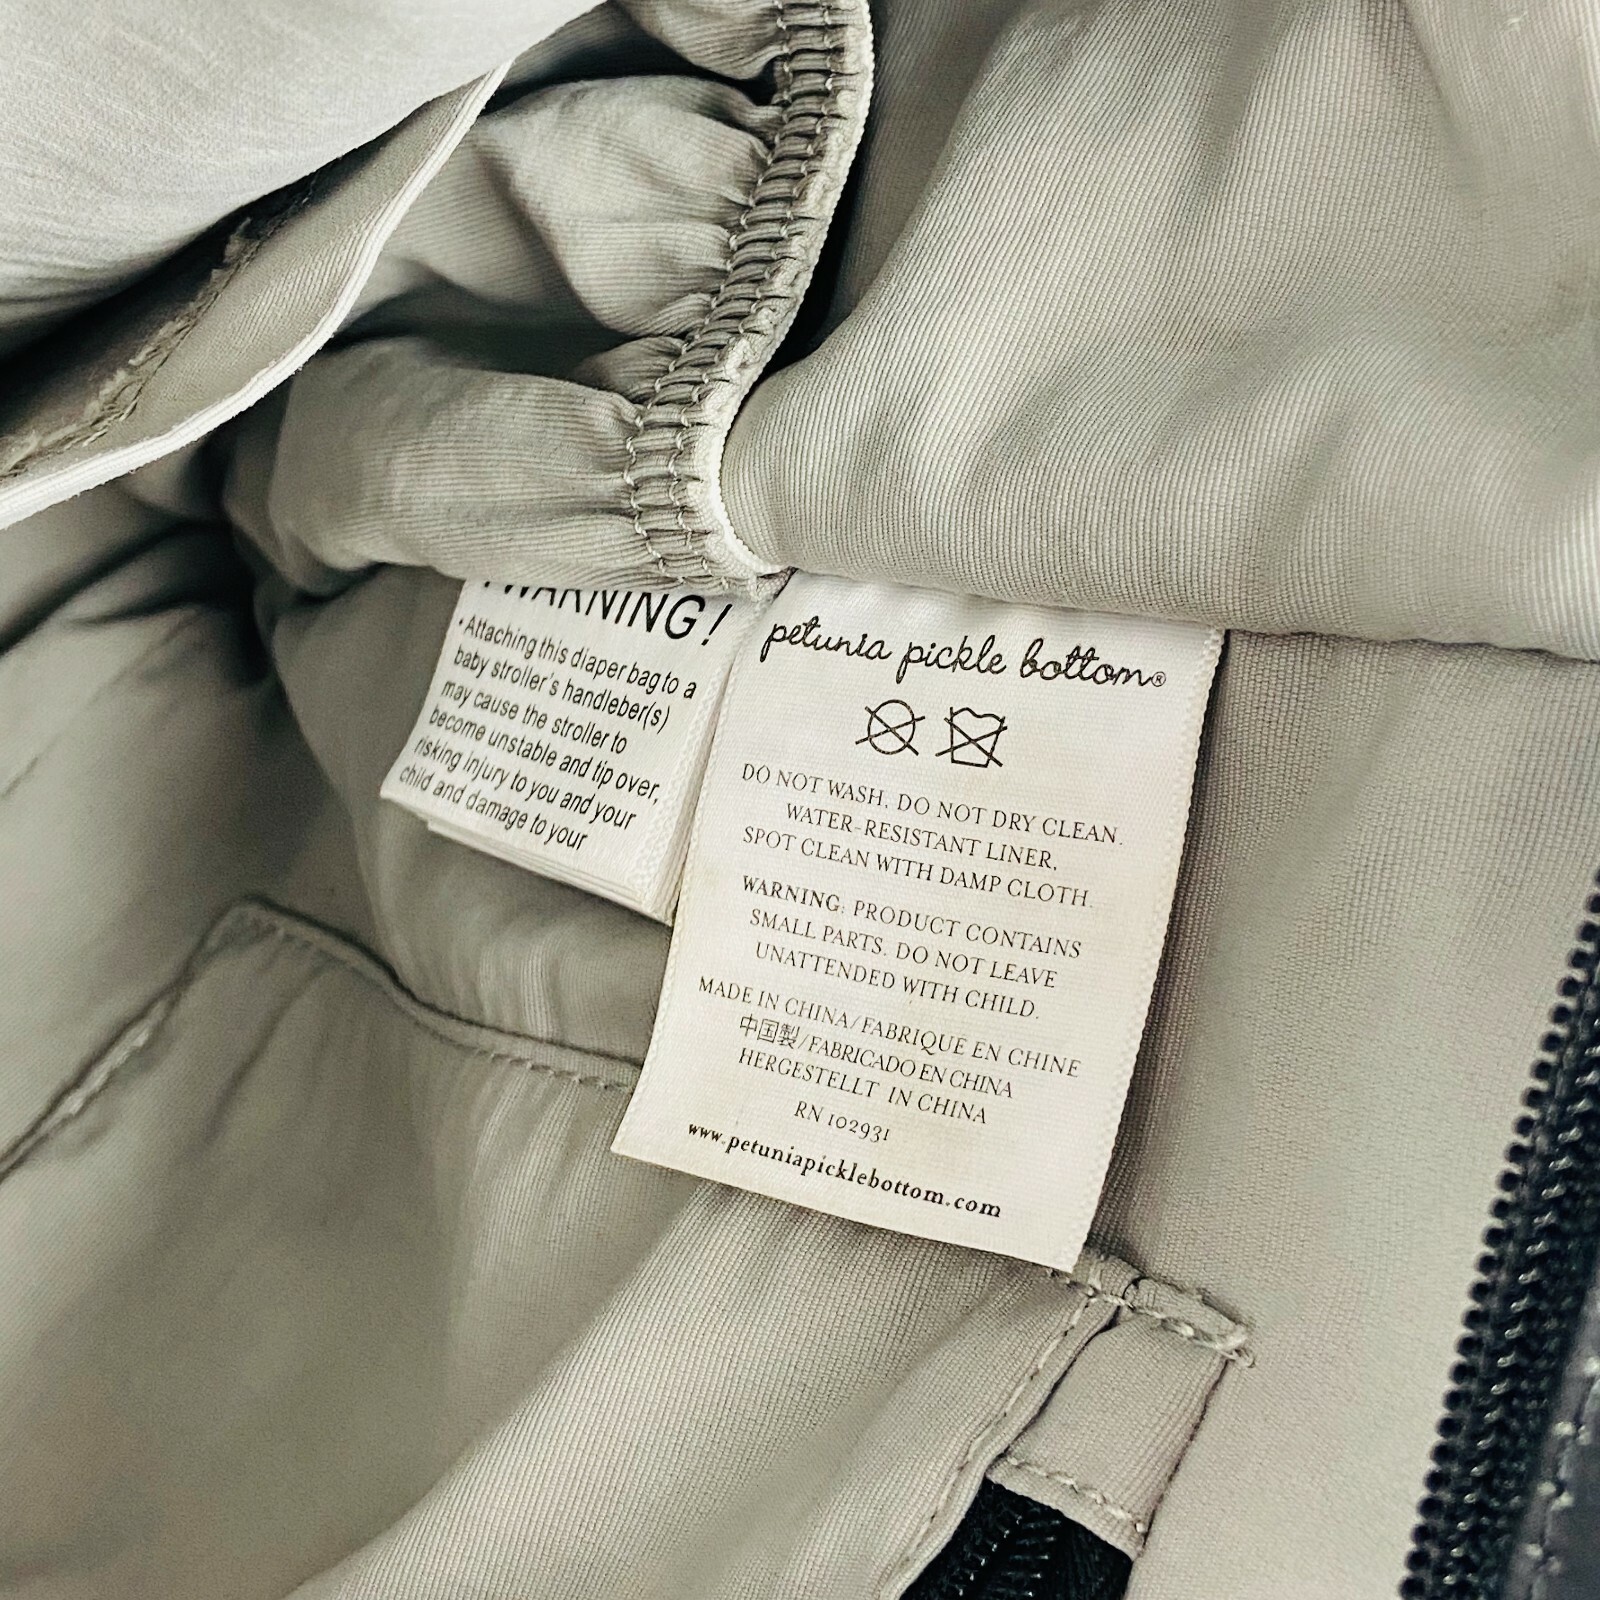 ! WARNING!
• Attaching this diaper bag to a
baby stroller's handleber(s)
may cause the stroller to
become unstable and tip over,
risking injury to you and your
child and damage to your
petunia pickle bottom®
DO NOT WASH. DO NOT DRY CLEAN.
WATER-RESISTANT LINER,
SPOT CLEAN WITH DAMP CLOTH.
WARNING: PRODUCT CONTAINS
SMALL PARTS. DO NOT LEAVE
UNATTENDED WITH CHILD.
MADE IN CHINA/FABRIQUE EN CHINE
中国製/FABRICADO EN CHINA
HERGESTELLT IN CHINA
RN 102931
www.petuniapicklebottom.com